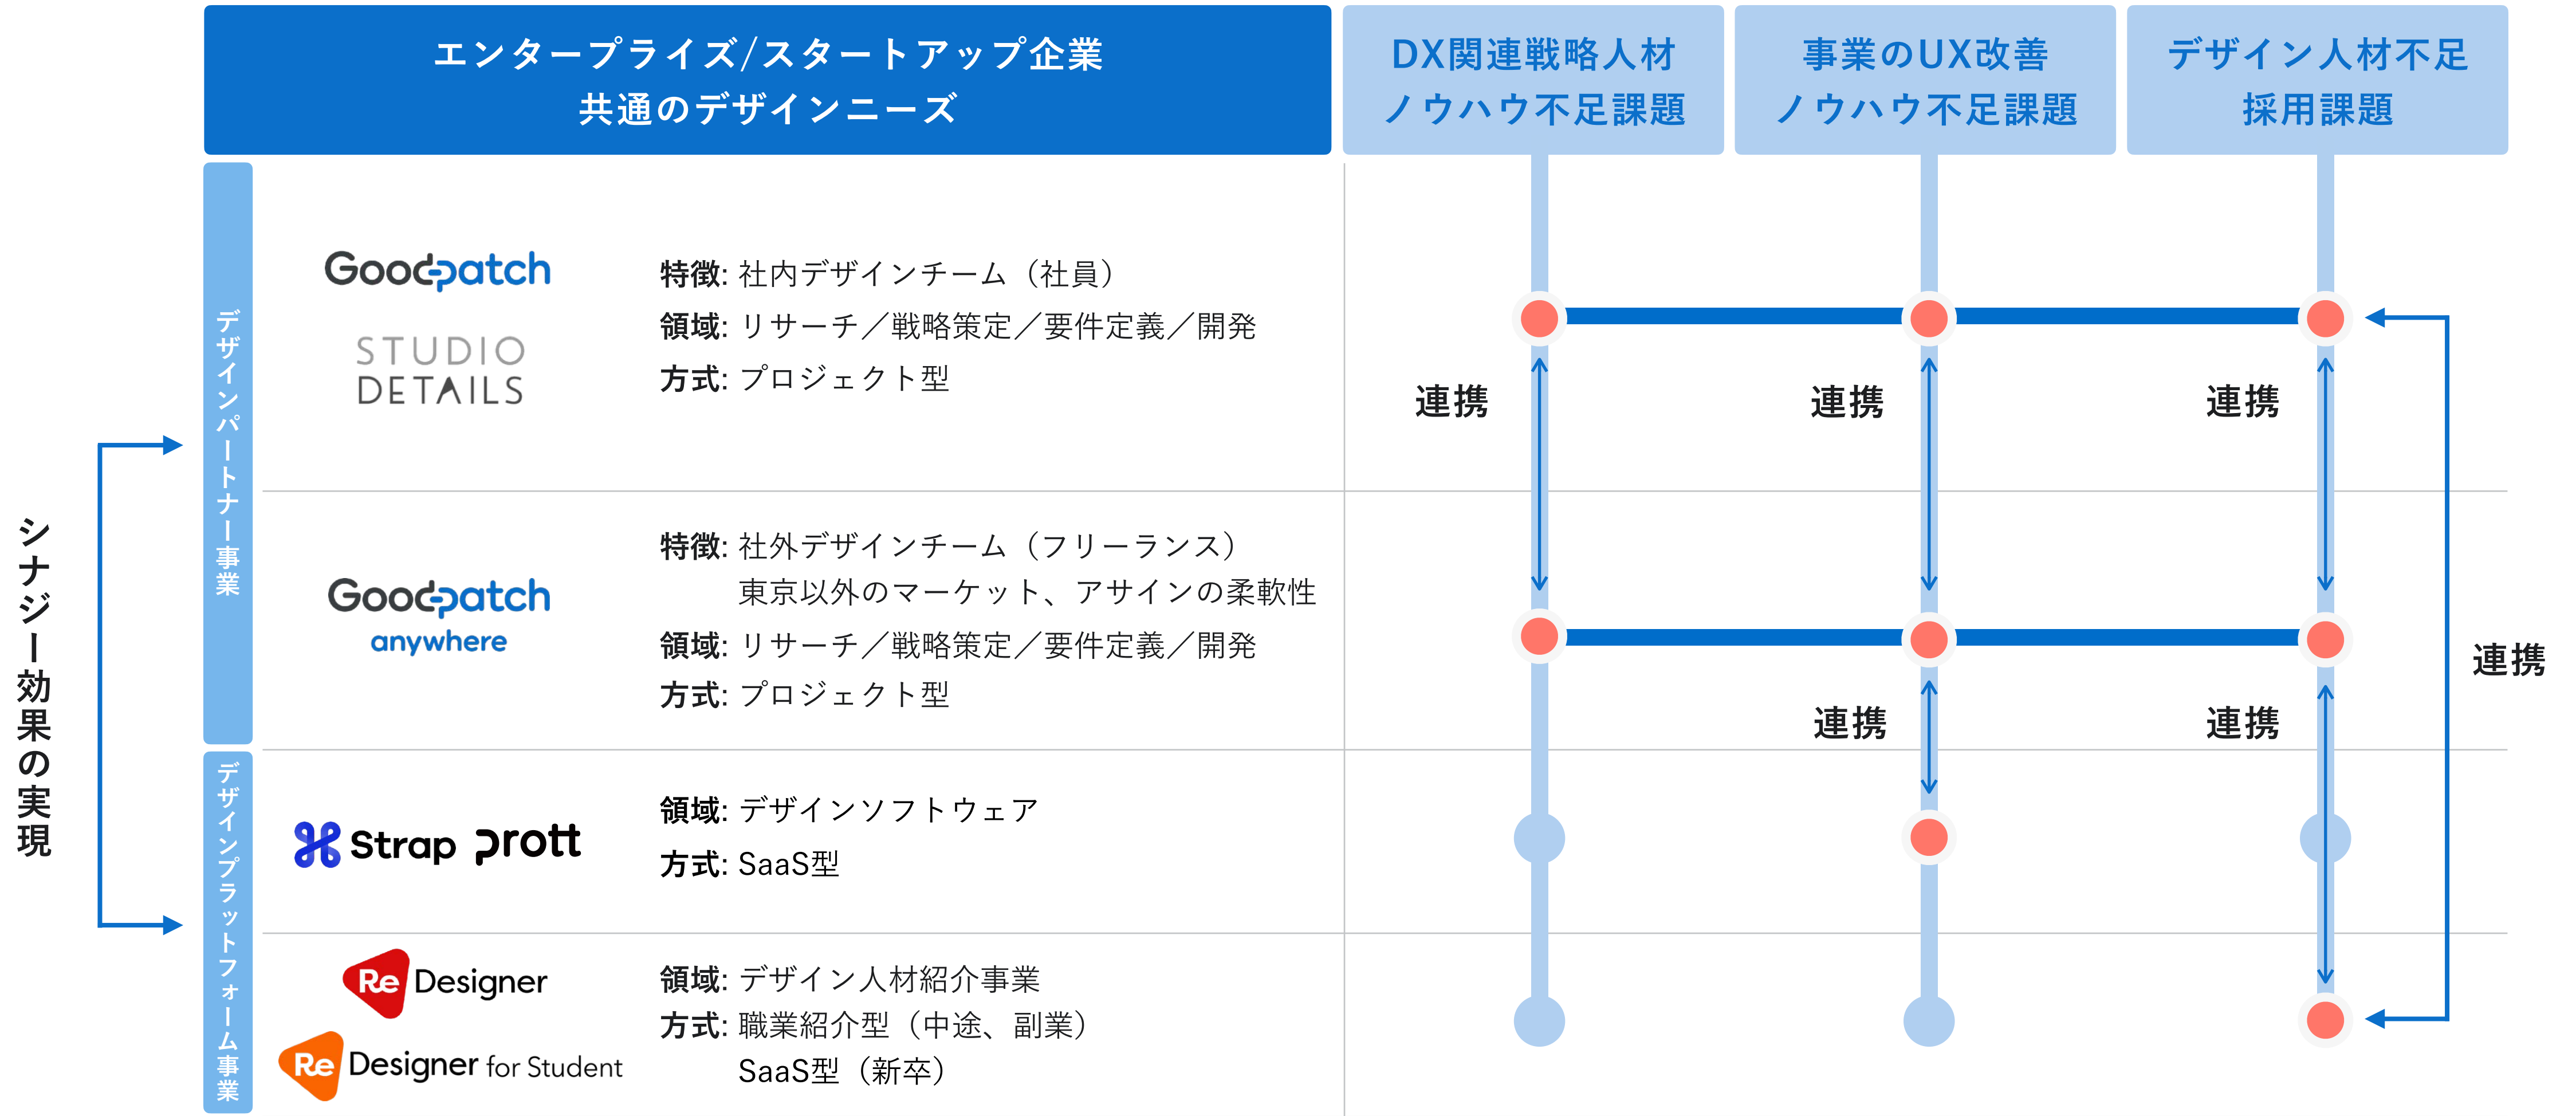 エンタープライズ/スタートアップ企業
共通のデザインニーズ
DX関連戦略人材
ノウハウ不足課題
事業のUX改善
ノウハウ不足課題
デザイン人材不足
採用課題
シナジー効果の実現
デザインパートナー事業
Goodpatch
STUDIO
DETAILS
特徴: 社内デザインチーム（社員）
領域: リサーチ／戦略策定／要件定義／開発
方式: プロジェクト型
連携
連携
連携
Goodpatch
anywhere
特徴: 社外デザインチーム（フリーランス）
東京以外のマーケット、アサインの柔軟性
領域: リサーチ／戦略策定／要件定義／開発
方式: プロジェクト型
連携
連携
連携
デザインプラットフォーム事業
Strap prott
領域: デザインソフトウェア
方式: SaaS型
Re Designer
Re Designer for Student
領域: デザイン人材紹介事業
方式: 職業紹介型（中途、副業）
SaaS型（新卒）